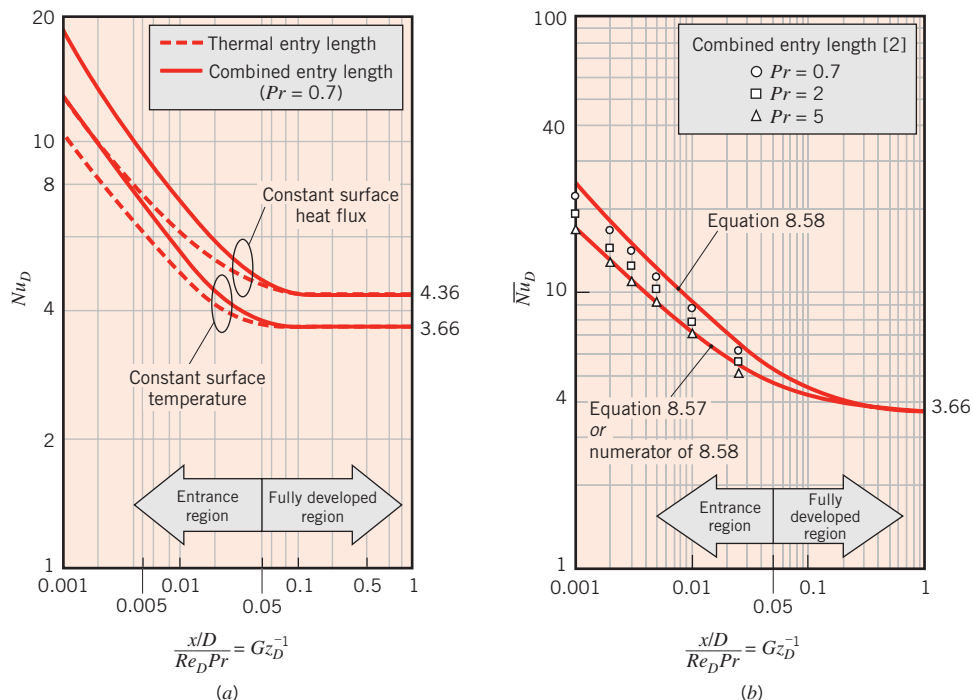 20
10
8
6
4
2
1
Nu_D
Thermal entry length
Combined entry length
(Pr = 0.7)
Constant surface
heat flux
4.36
3.66
Constant surface
temperature
Entrance
region
Fully developed
region
0.001
0.01
0.1
0.5
1
0.005
0.05
x/D
Re_D Pr
= Gz_D^-1
(a)
100
40
20
10
4
2
1
Nu_D
Combined entry length [2]
Pr = 0.7
Pr = 2
Pr = 5
Equation 8.58
3.66
Equation 8.57
or
numerator of 8.58
Entrance
region
Fully
developed
region
0.001
0.01
0.1
1
0.05
x/D
Re_D Pr
= Gz_D^-1
(b)